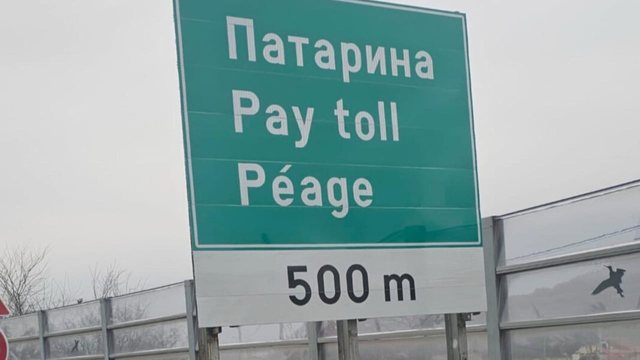 Патарина
Pay toll
Péage
500 m